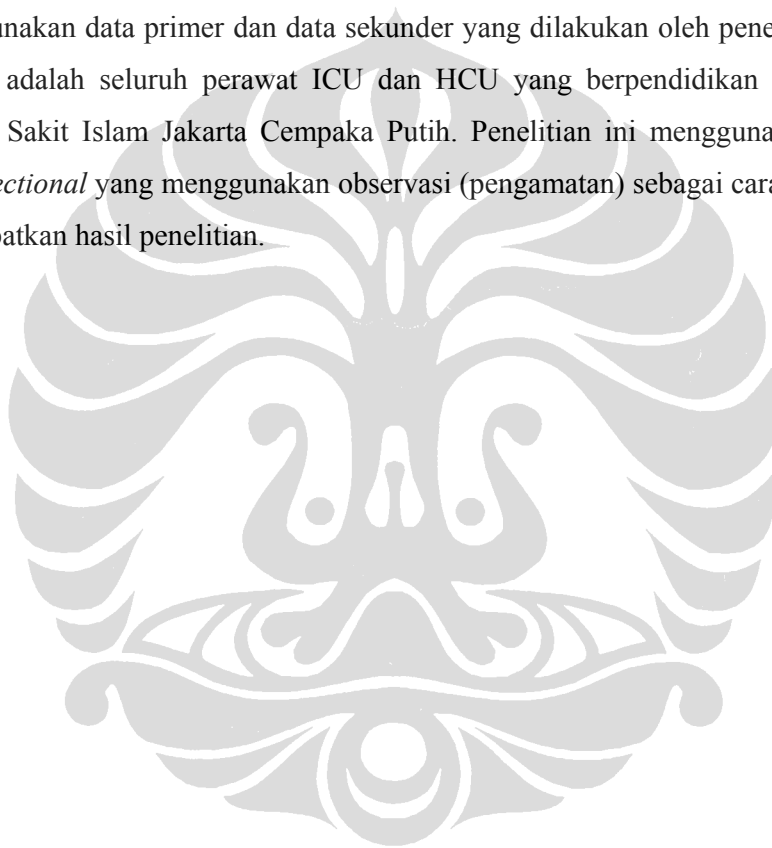 unakan data primer dan data sekunder yang dilakukan oleh pene
adalah seluruh perawat ICU dan HCU yang berpendidikan
Sakit Islam Jakarta Cempaka Putih. Penelitian ini mengguna
ectional yang menggunakan observasi (pengamatan) sebagai cara
patkan hasil penelitian.